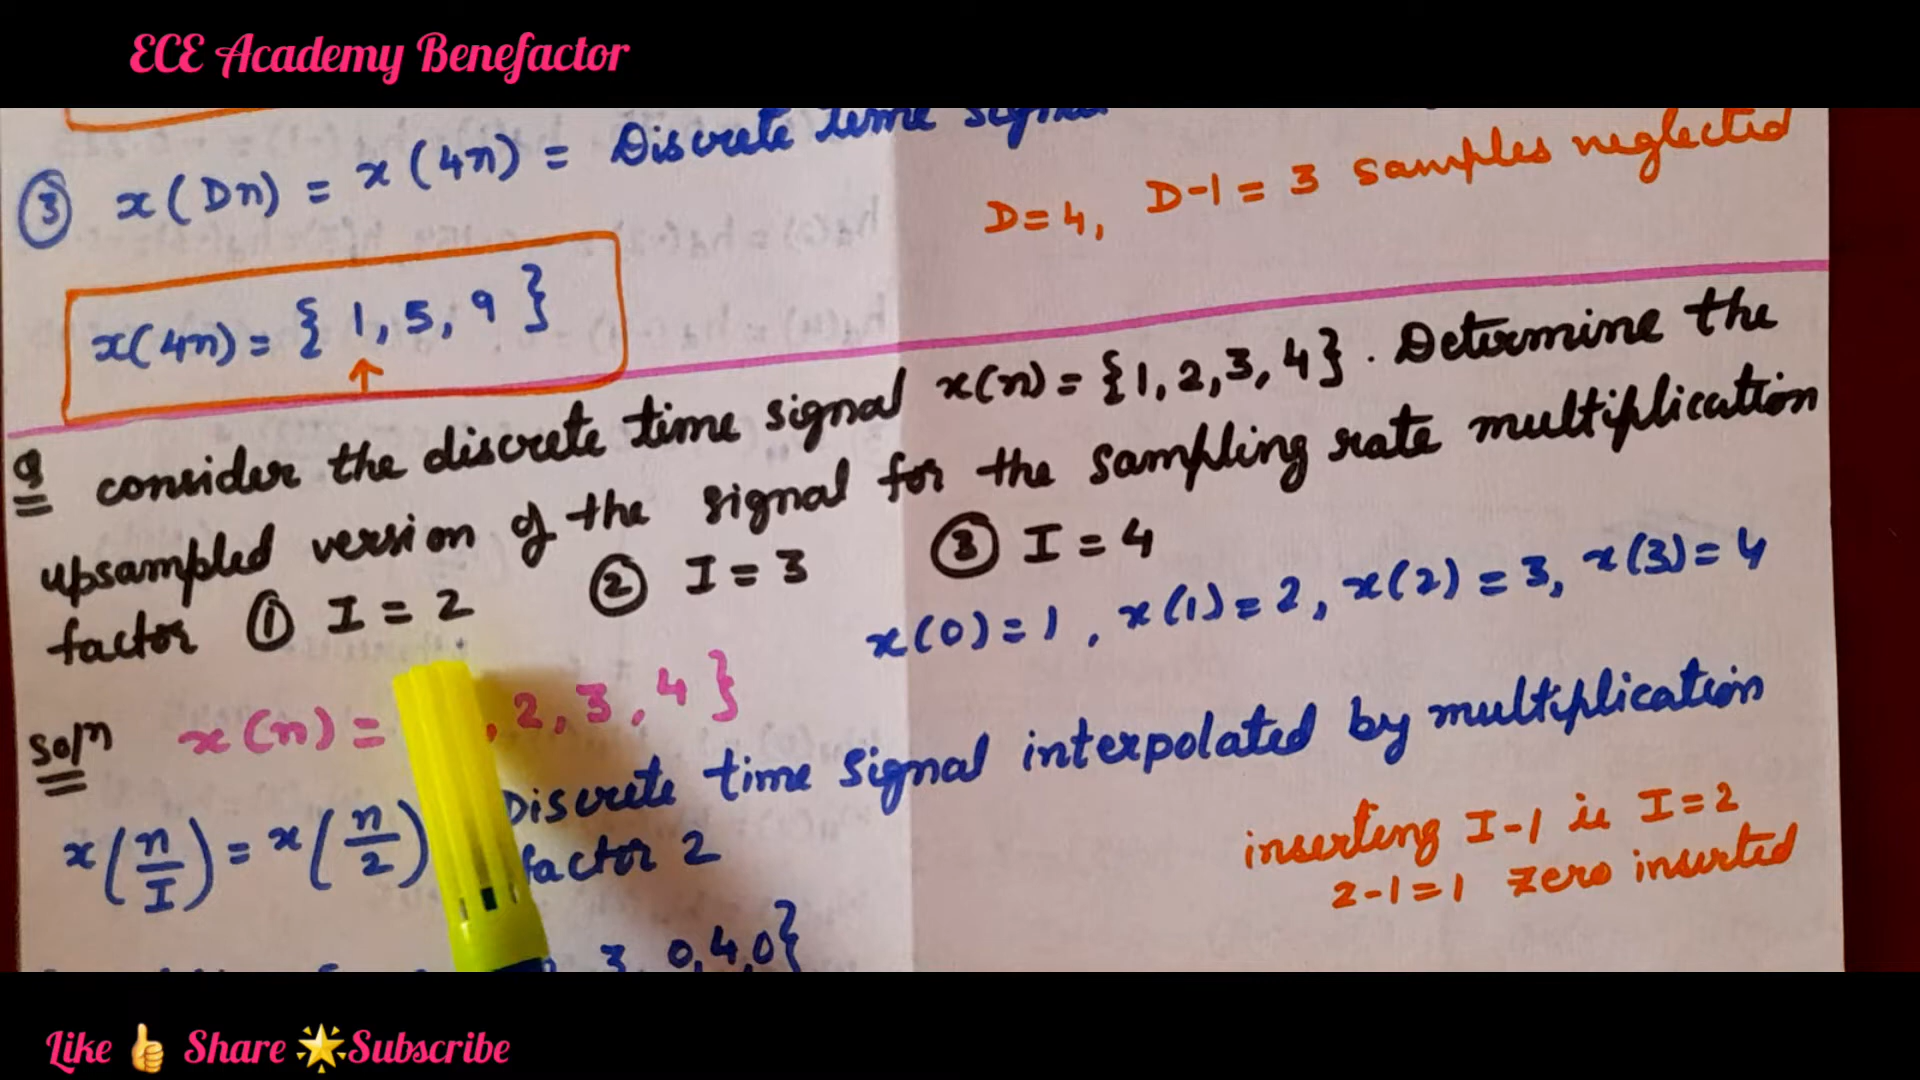 ECE Academy Benefactor
③ x(Dn) = x(4n) = Discrete time signal
D=4, D-1=3 samples neglected
x(4n) = { 1, 5, 9 }
↑
Q consider the discrete time signal x(n) = {1, 2, 3, 4}. Determine the
upsampled version of the signal for the sampling rate multiplication
factor ① I = 2 ② I = 3 ③ I = 4
x(0)=1, x(1)=2, x(2)=3, x(3)=4
Solⁿ x(n) = , 2, 3, 4 }
x(n/I) = x(n/2) Discrete time signal interpolated by multiplication
factor 2
inserting I-1 ie I=2
2-1=1 zero inserted
3, 0,4,0}
Like 👍 Share 🌟Subscribe